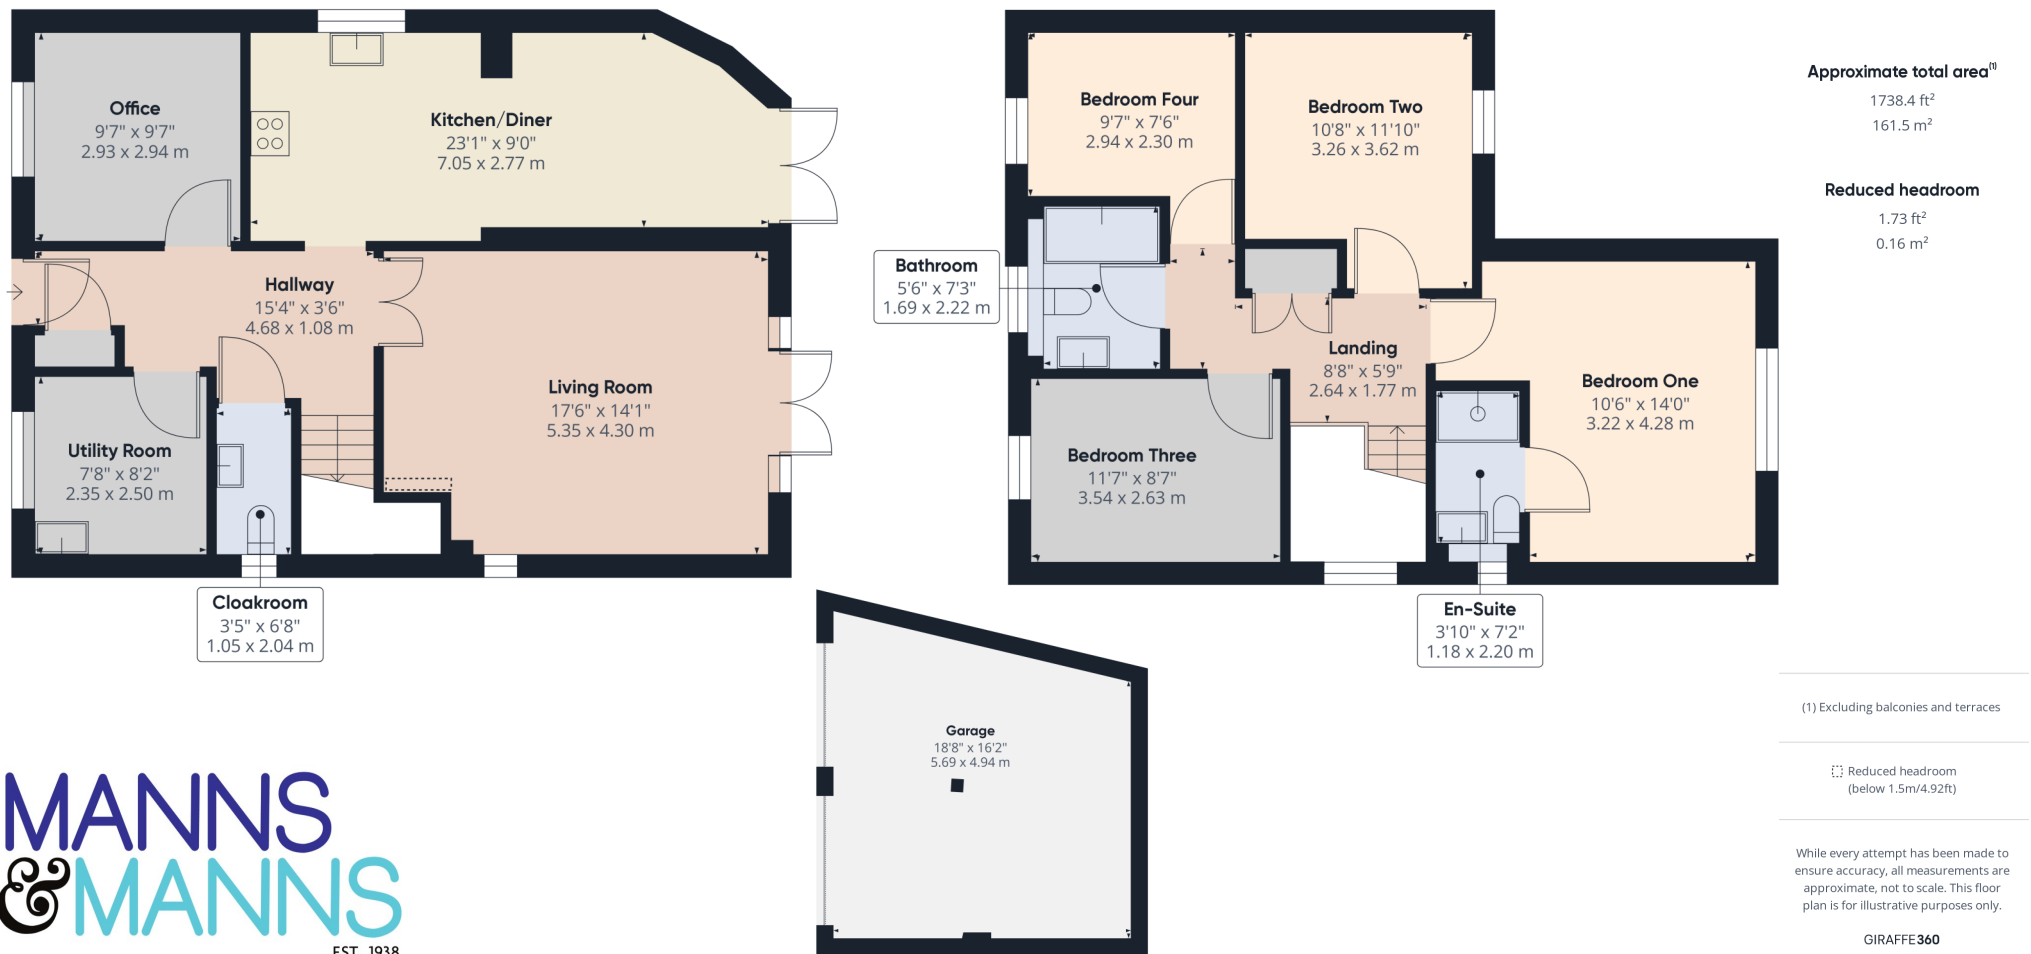 Office
9'7" x 9'7"
2.93 x 2.94 m
Kitchen/Diner
23'1" x 9'0"
7.05 x 2.77 m
Hallway
15'4" x 3'6"
4.68 x 1.08 m
Living Room
17'6" x 14'1"
5.35 x 4.30 m
Utility Room
7'8" x 8'2"
2.35 x 2.50 m
Cloakroom
3'5" x 6'8"
1.05 x 2.04 m
Bedroom Four
9'7" x 7'6"
2.94 x 2.30 m
Bedroom Two
10'8" x 11'10"
3.26 x 3.62 m
Bathroom
5'6" x 7'3"
1.69 x 2.22 m
Landing
8'8" x 5'9"
2.64 x 1.77 m
Bedroom One
10'6" x 14'0"
3.22 x 4.28 m
Bedroom Three
11'7" x 8'7"
3.54 x 2.63 m
En-Suite
3'10" x 7'2"
1.18 x 2.20 m
Garage
18'8" x 16'2"
5.69 x 4.94 m
Approximate total area(1)
1738.4 ft²
161.5 m²
Reduced headroom
1.73 ft²
0.16 m²
(1) Excluding balconies and terraces
Reduced headroom
(below 1.5m/4.92ft)
While every attempt has been made to
ensure accuracy, all measurements are
approximate, not to scale. This floor
plan is for illustrative purposes only.
GIRAFFE360
MANNS
&MANNS
EST. 1938